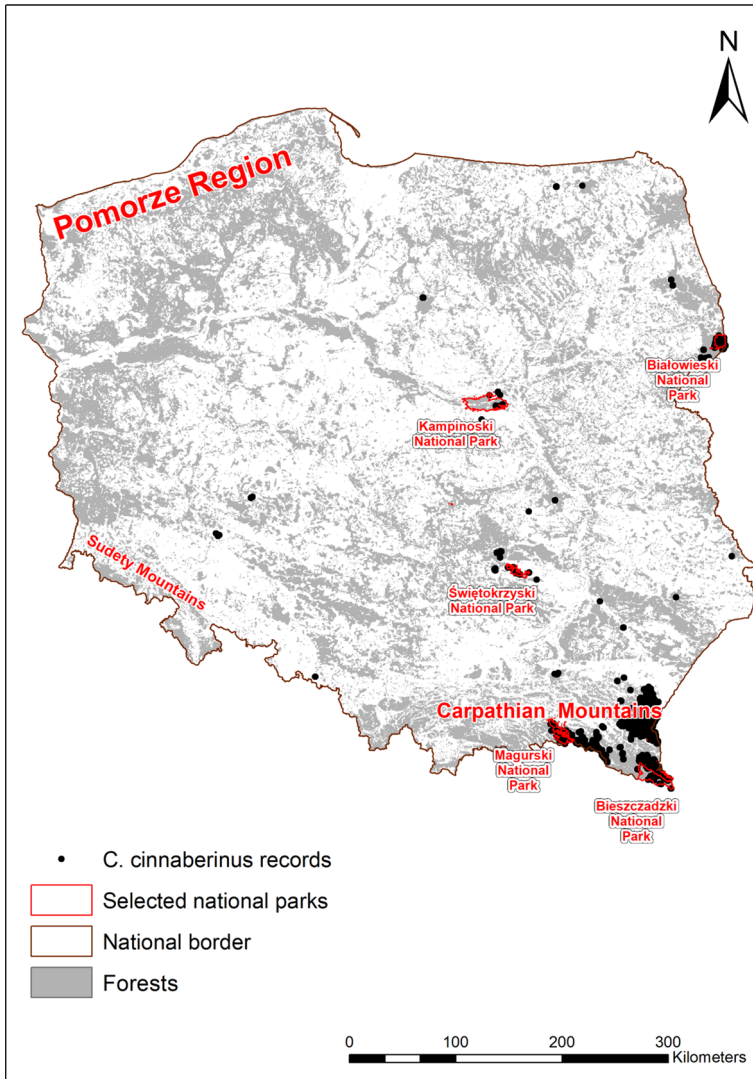 N
Pomorze Region
Białowieski
National
Park
Kampinoski
National Park
Sudety Mountains
Świętokrzyski
National Park
Carpathian Mountains
Magurski
National
Park
Bieszczadzki
National
Park
C. cinnaberinus records
Selected national parks
National border
Forests
0 100 200 300
Kilometers